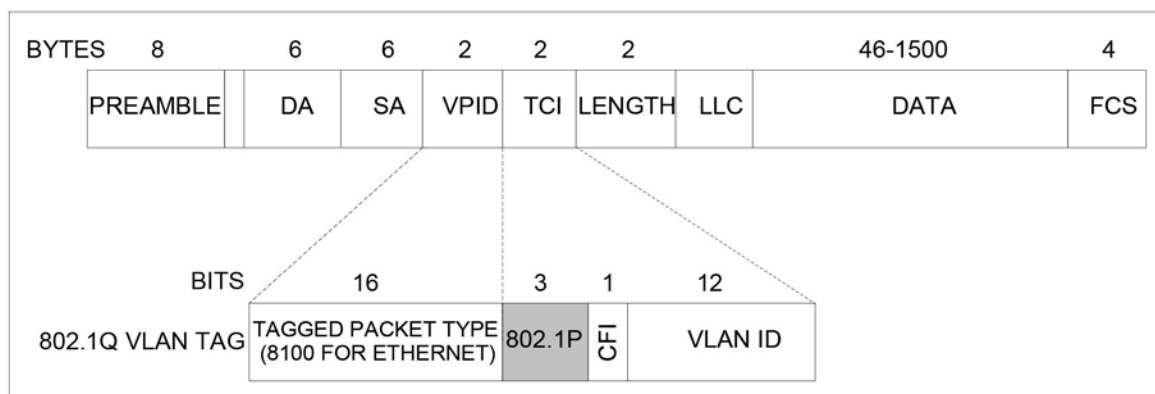 BYTES 8 6 6 2 2 2 46-1500 4
PREAMBLE DA SA VPID TCI LENGTH LLC DATA FCS
BITS 16 3 1 12
802.1Q VLAN TAG TAGGED PACKET TYPE (8100 FOR ETHERNET) 802.1P CFI VLAN ID